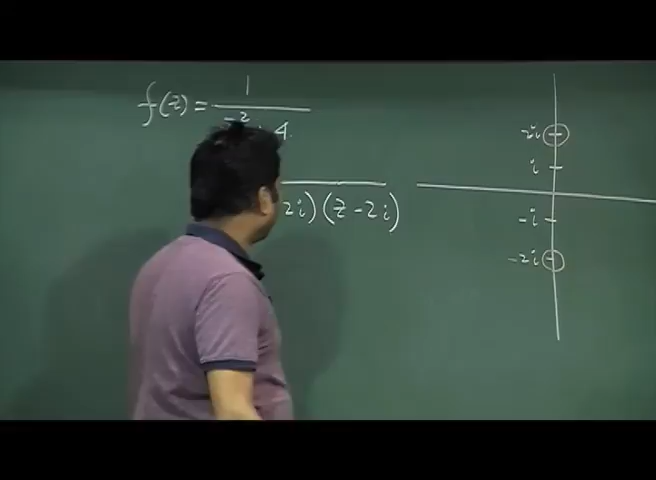 f(z) = 1
z² 4
2i) (z - 2i)
2i
i
-i
-2i